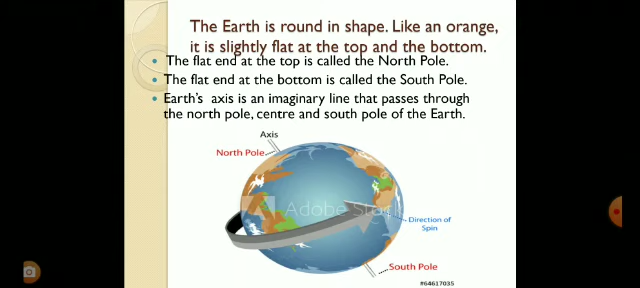 The Earth is round in shape. Like an orange,
it is slightly flat at the top and the bottom.
• The flat end at the top is called the North Pole.
• The flat end at the bottom is called the South Pole.
• Earth's axis is an imaginary line that passes through
the north pole, centre and south pole of the Earth.
Axis
North Pole
Adobe Stock
Direction of
Spin
South Pole
#64617035